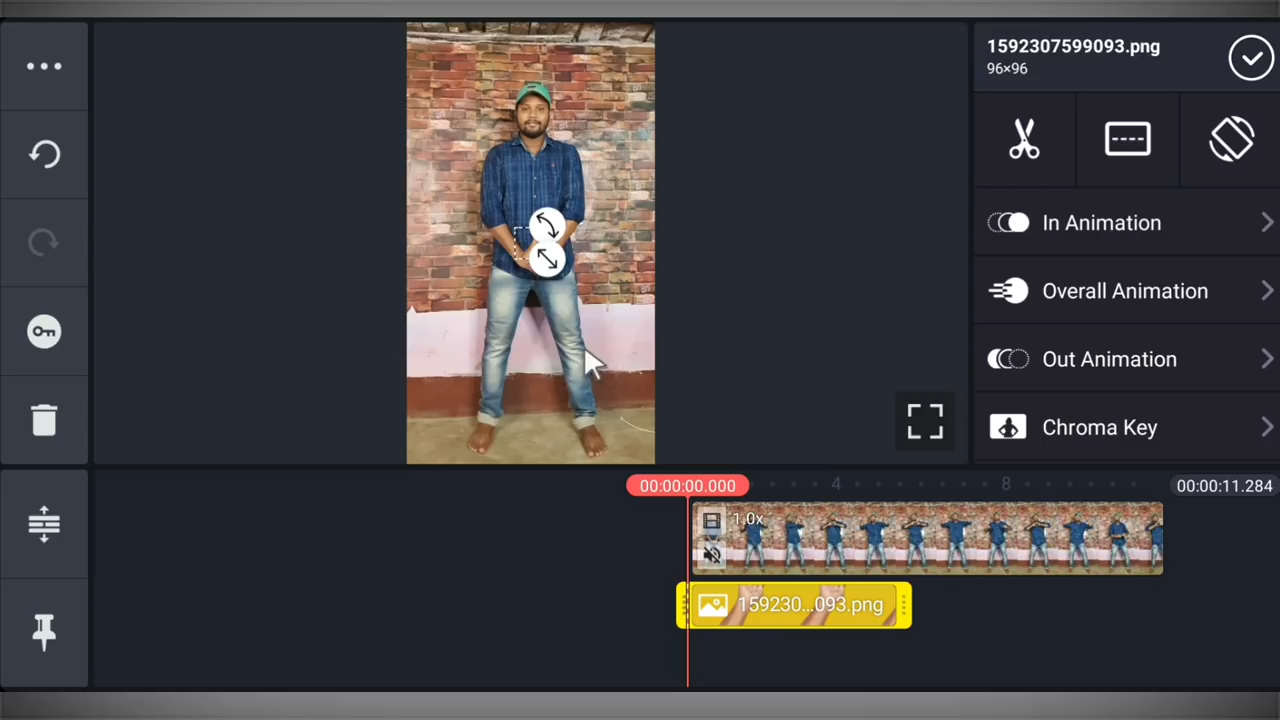 1592307599093.png
96×96
In Animation
Overall Animation
Out Animation
Chroma Key
00:00:00.000
4
8
00:00:11.284
1.0x
159230...093.png